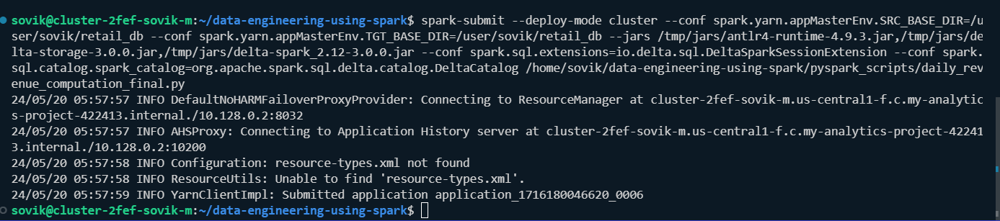 sovik@cluster-2fef-sovik-m:~/data-engineering-using-spark$ spark-submit --deploy-mode cluster --conf spark.yarn.appMasterEnv.SRC_BASE_DIR=/u
ser/sovik/retail_db --conf spark.yarn.appMasterEnv.TGT_BASE_DIR=/user/sovik/retail_db --jars /tmp/jars/antlr4-runtime-4.9.3.jar,/tmp/jars/de
lta-storage-3.0.0.jar,/tmp/jars/delta-spark_2.12-3.0.0.jar --conf spark.sql.extensions=io.delta.sql.DeltaSparkSessionExtension --conf spark.
sql.catalog.spark_catalog=org.apache.spark.sql.delta.catalog.DeltaCatalog /home/sovik/data-engineering-using-spark/pyspark_scripts/daily_rev
enue_computation_final.py
24/05/20 05:57:57 INFO DefaultNoHARMFailoverProxyProvider: Connecting to ResourceManager at cluster-2fef-sovik-m.us-central1-f.c.my-analytic
s-project-422413.internal./10.128.0.2:8032
24/05/20 05:57:57 INFO AHSProxy: Connecting to Application History server at cluster-2fef-sovik-m.us-central1-f.c.my-analytics-project-42241
3.internal./10.128.0.2:10200
24/05/20 05:57:58 INFO Configuration: resource-types.xml not found
24/05/20 05:57:58 INFO ResourceUtils: Unable to find 'resource-types.xml'.
24/05/20 05:57:59 INFO YarnClientImpl: Submitted application application_1716180046620_0006
sovik@cluster-2fef-sovik-m:~/data-engineering-using-spark$